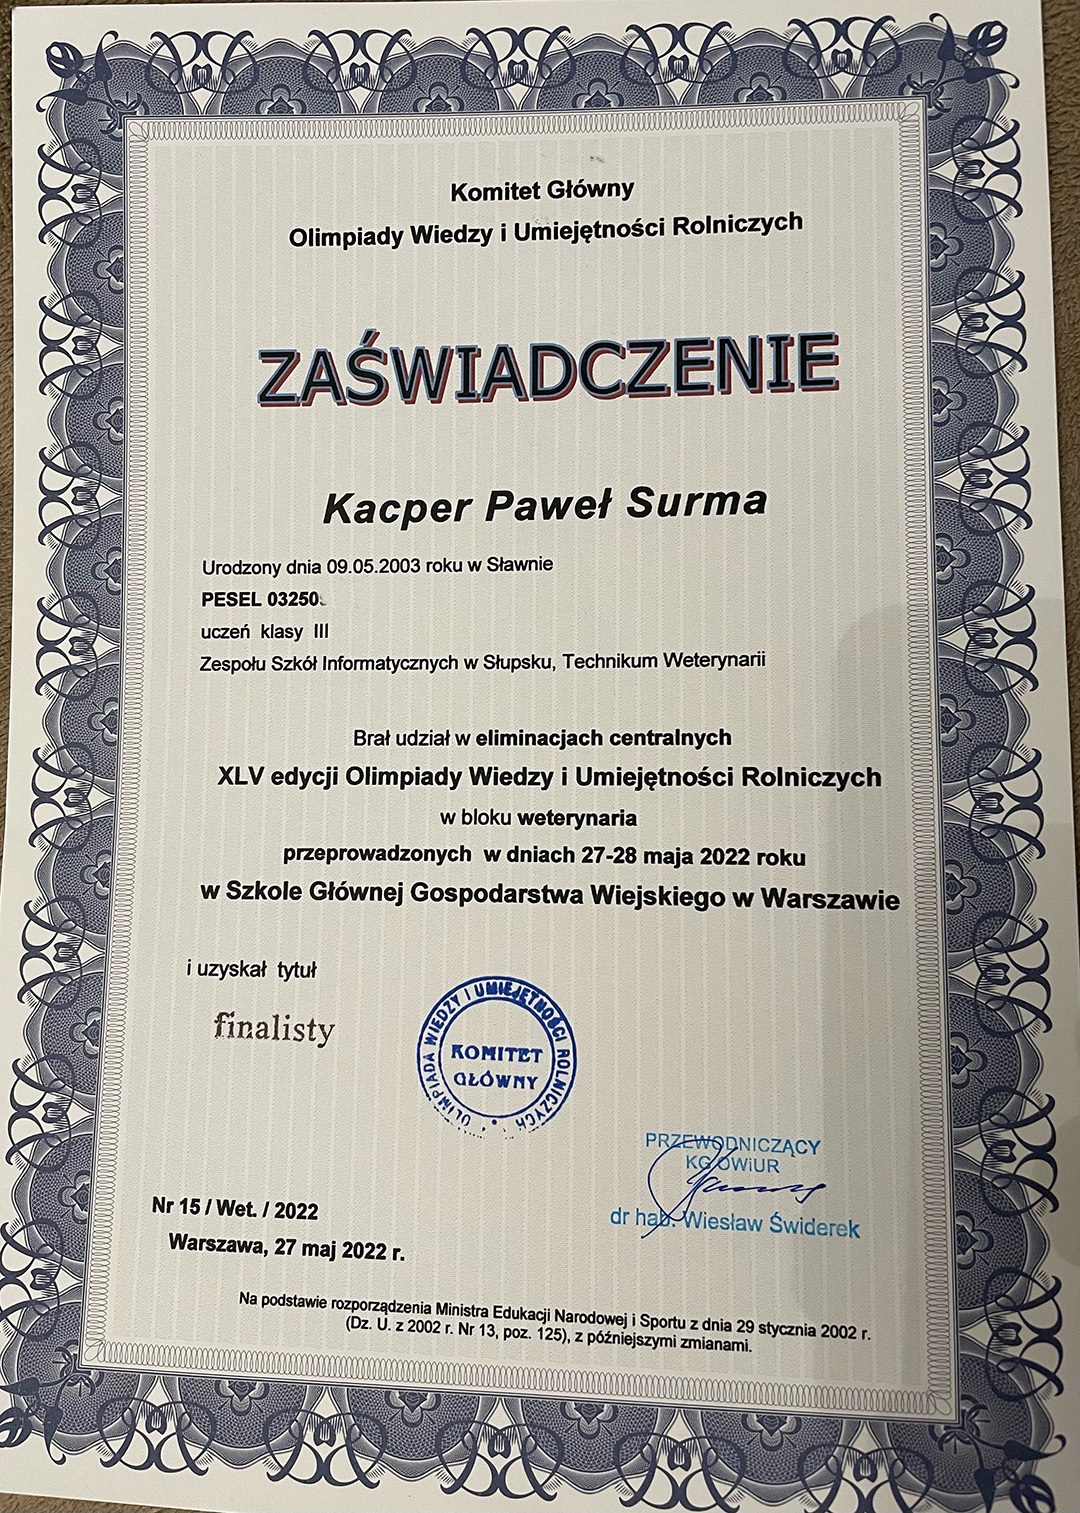 Komitet Główny
Olimpiady Wiedzy i Umiejętności Rolniczych
ZAŚWIADCZENIE
Kacper Paweł Surma
Urodzony dnia 09.05.2003 roku w Sławnie
PESEL 03250
uczeń klasy III
Zespołu Szkół Informatycznych w Słupsku, Technikum Weterynarii
Brał udział w eliminacjach centralnych
XLV edycji Olimpiady Wiedzy i Umiejętności Rolniczych
w bloku weterynaria
przeprowadzonych w dniach 27-28 maja 2022 roku
w Szkole Głównej Gospodarstwa Wiejskiego w Warszawie
i uzyskał tytuł
finalisty
OLIMPIADA WIEDZY I UMIEJĘTNOŚCI ROLNICZYCH
KOMITET
GŁÓWNY
PRZEWODNICZĄCY
KG OWiUR
dr hab. Wiesław Świderek
Nr 15 / Wet. / 2022
Warszawa, 27 maj 2022 r.
Na podstawie rozporządzenia Ministra Edukacji Narodowej i Sportu z dnia 29 stycznia 2002 r.
(Dz. U. z 2002 r. Nr 13, poz. 125), z późniejszymi zmianami.